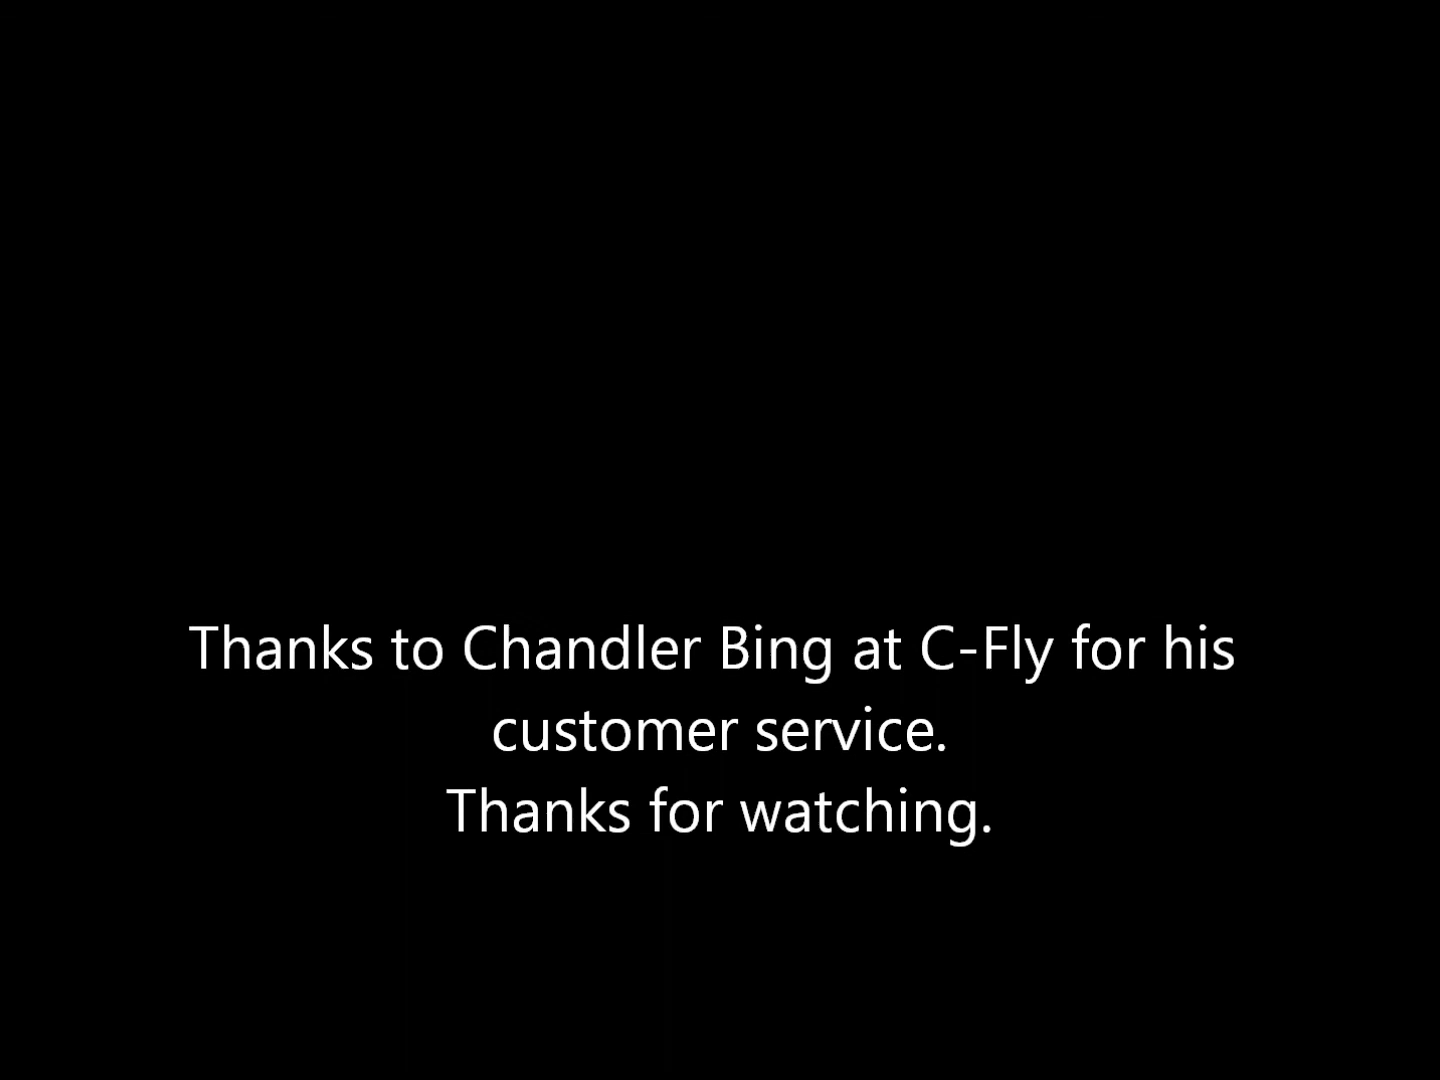 Thanks to Chandler Bing at C-Fly for his
customer service.
Thanks for watching.